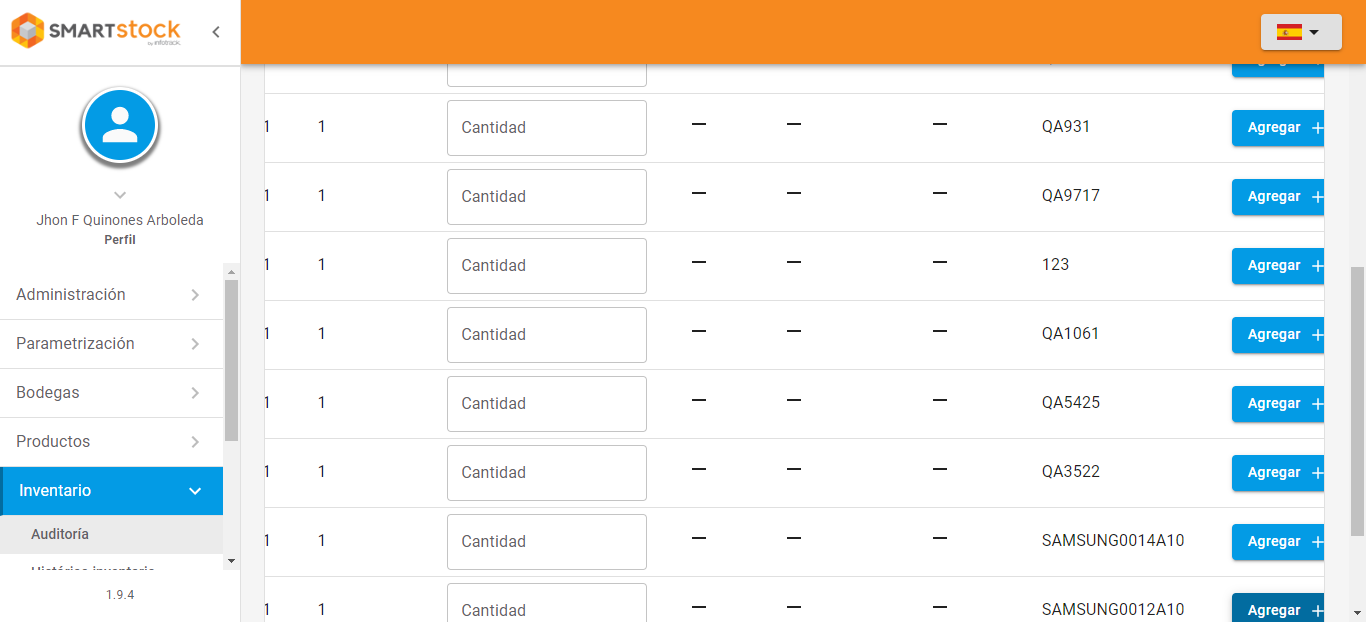 SMARTstock
by infotrack.
Jhon F Quinones Arboleda
Perfil
Administración
Parametrización
Bodegas
Productos
Inventario
Auditoría
Histórico inventario
1.9.4
1 1 Cantidad — — — QA931 Agregar +
1 1 Cantidad — — — QA9717 Agregar +
1 1 Cantidad — — — 123 Agregar +
1 1 Cantidad — — — QA1061 Agregar +
1 1 Cantidad — — — QA5425 Agregar +
1 1 Cantidad — — — QA3522 Agregar +
1 1 Cantidad — — — SAMSUNG0014A10 Agregar +
1 1 Cantidad — — — SAMSUNG0012A10 Agregar +